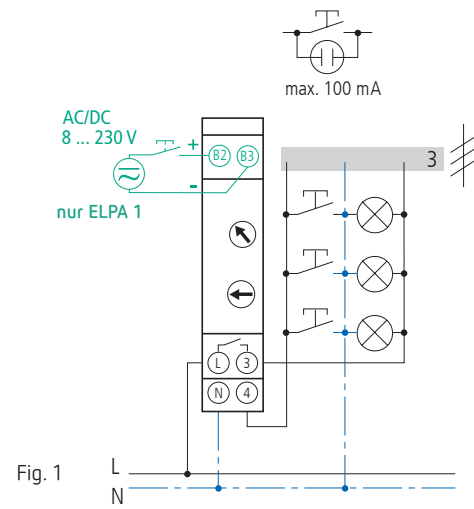 max. 100 mA
AC/DC
8 ... 230 V
+
-
nur ELPA 1
B2 B3
3
L 3
N 4
Fig. 1
L
N